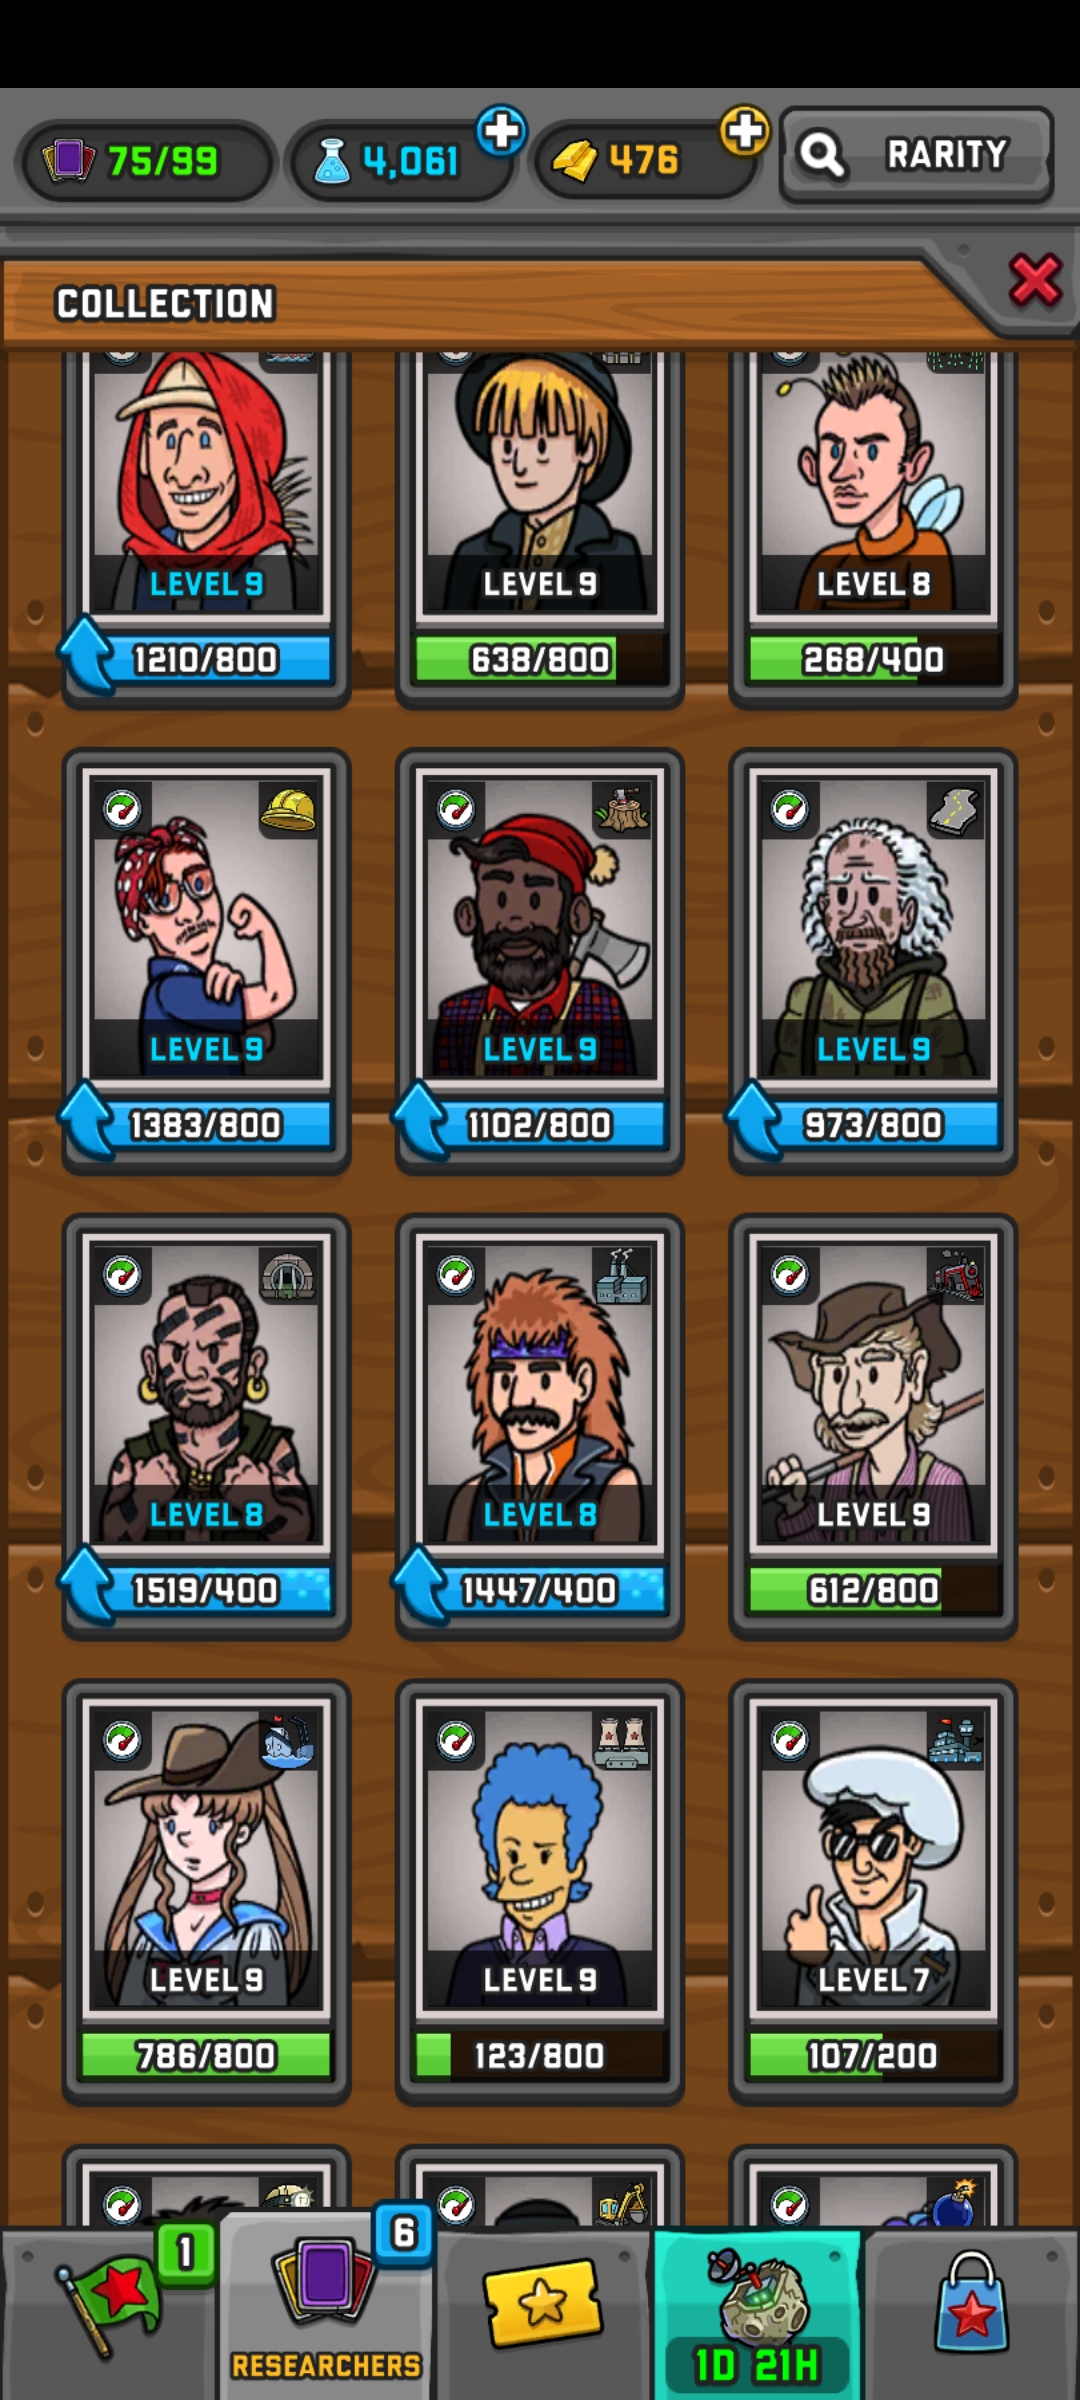 75/99
4,061
476
RARITY
COLLECTION
LEVEL 9
LEVEL 9
LEVEL 8
1210/800
638/800
268/400
LEVEL 9
LEVEL 9
LEVEL 9
1383/800
1102/800
973/800
LEVEL 8
LEVEL 8
LEVEL 9
1519/400
1447/400
612/800
LEVEL 9
LEVEL 9
LEVEL 7
786/800
123/800
107/200
1
6
RESEARCHERS
1D 21H